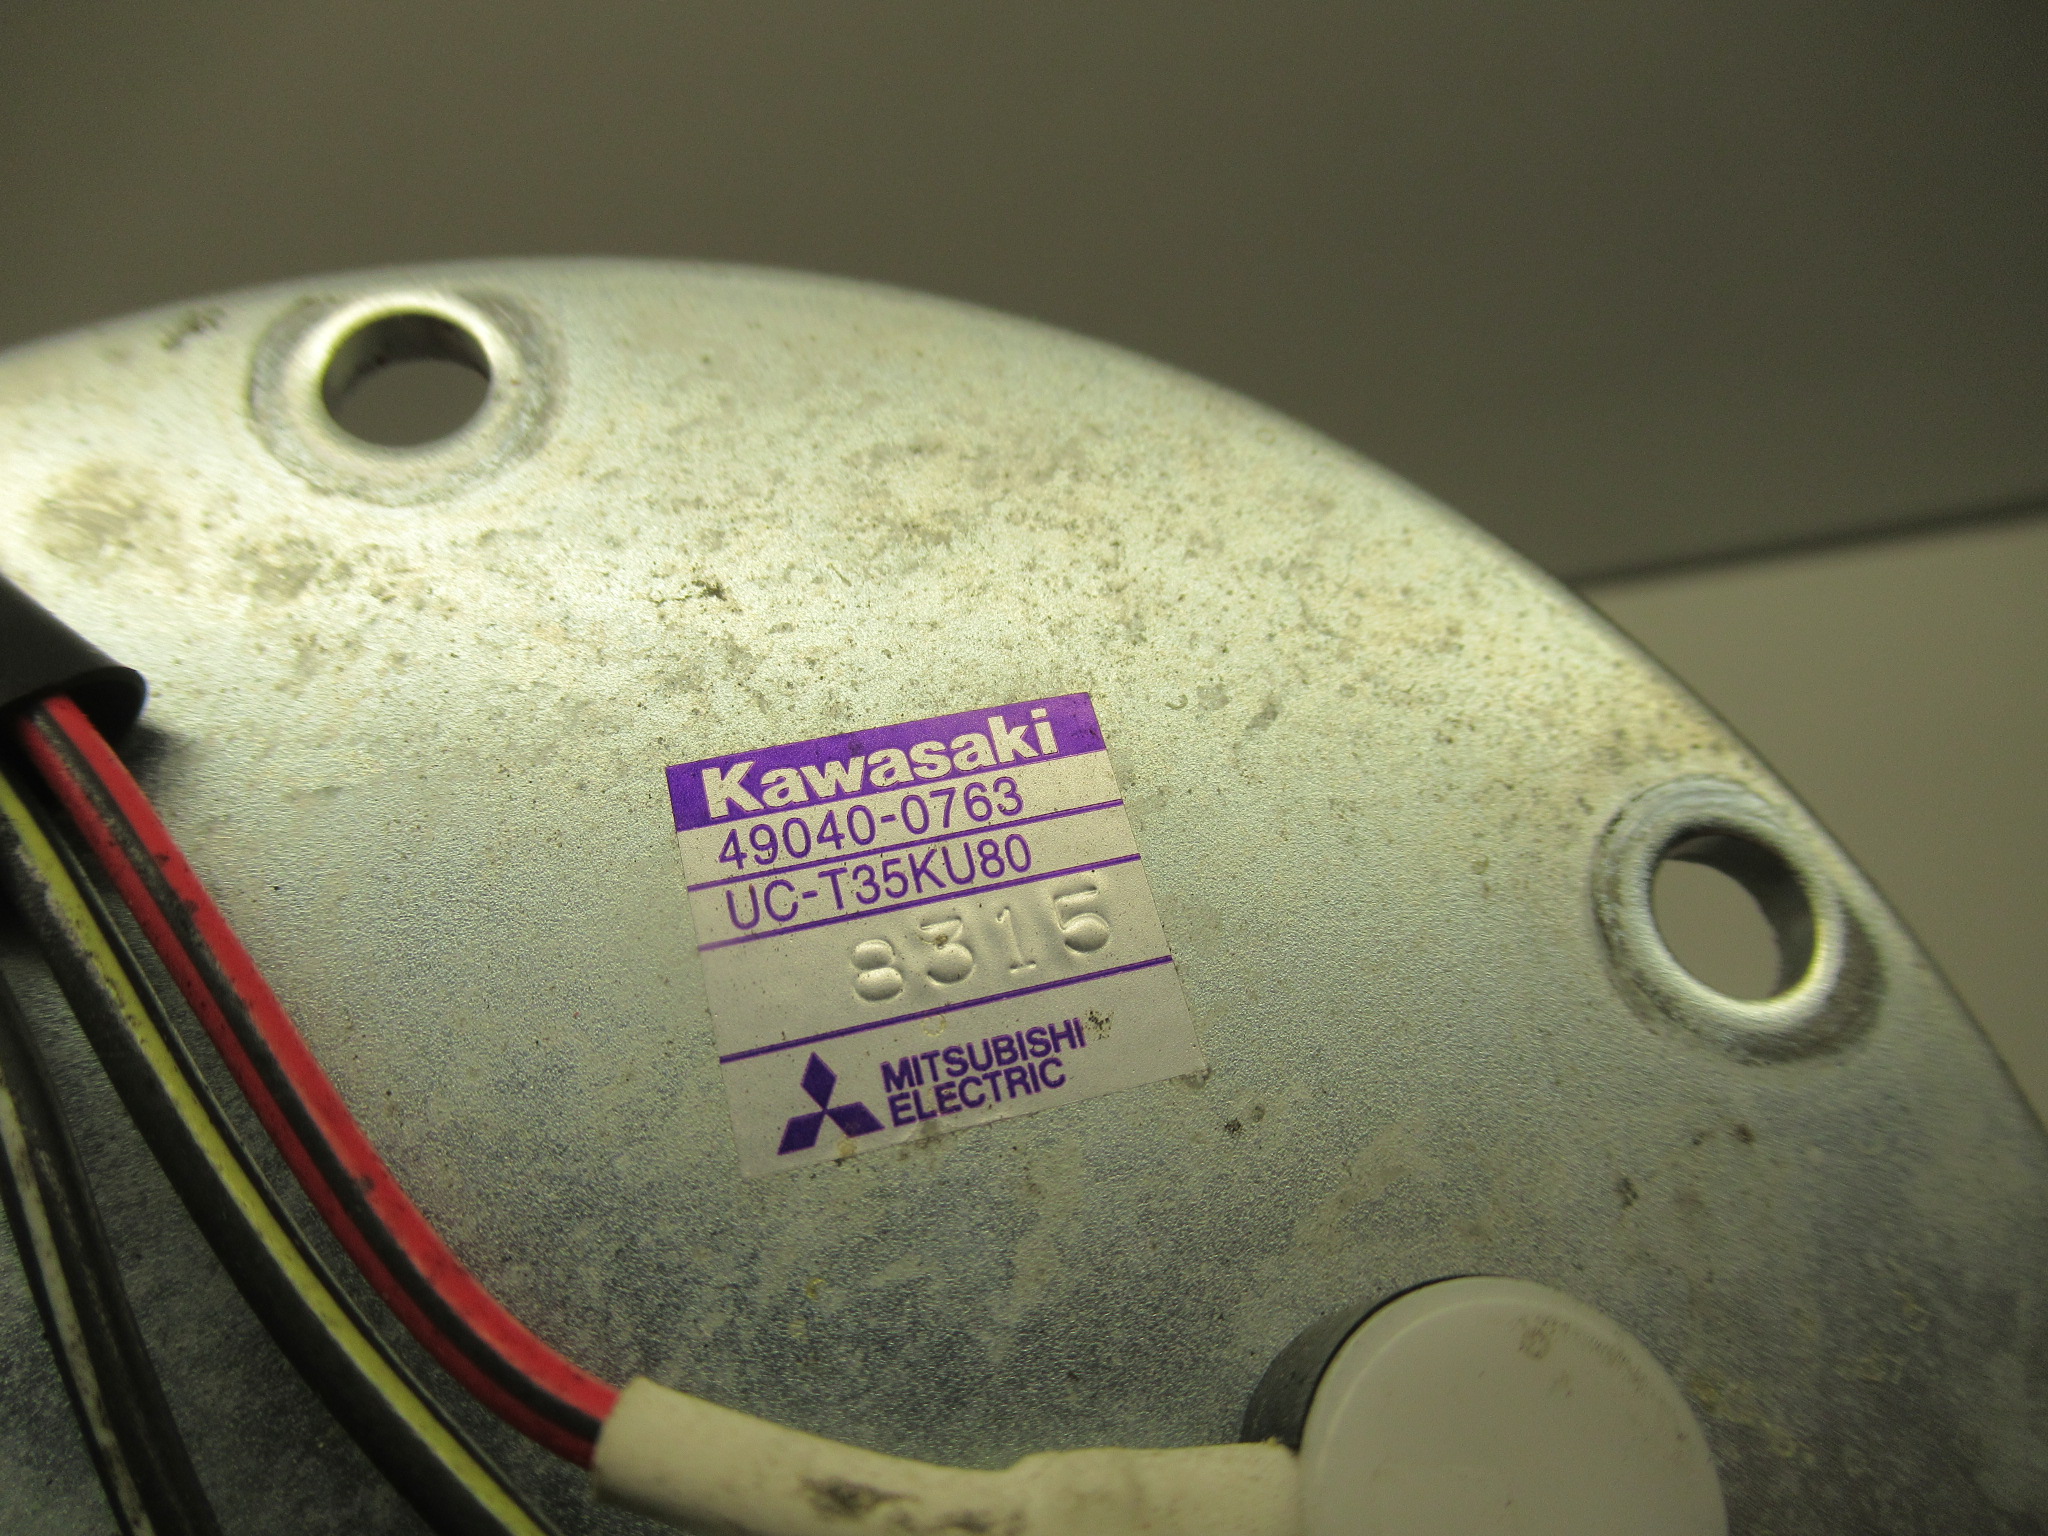 Kawasaki
49040-0763
UC-T35KU80
8315
MITSUBISHI
ELECTRIC